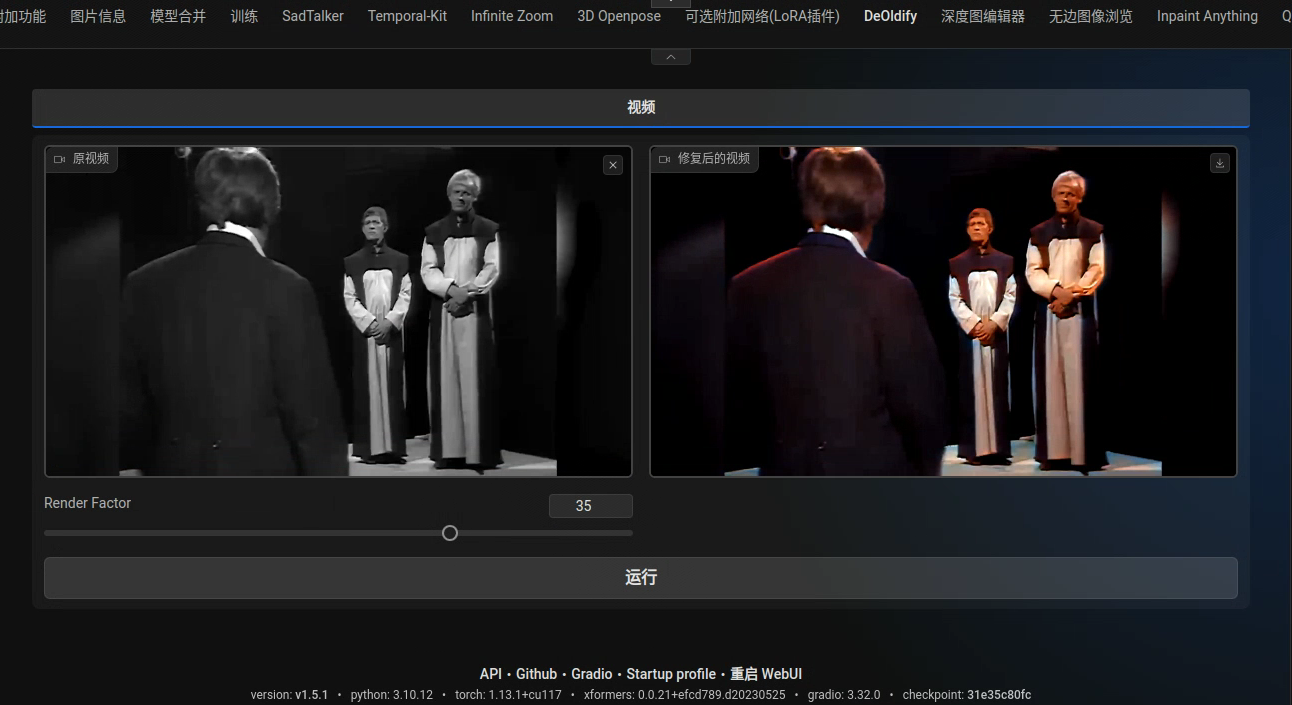 附加功能 图片信息 模型合并 训练 SadTalker Temporal-Kit Infinite Zoom 3D Openpose 可选附加网络(LoRA插件) DeOldify 深度图编辑器 无边图像浏览 Inpaint Anything Q
视频
原视频 修复后的视频
Render Factor 35
运行
API • Github • Gradio • Startup profile • 重启 WebUI
version: v1.5.1 • python: 3.10.12 • torch: 1.13.1+cu117 • xformers: 0.0.21+efcd789.d20230525 • gradio: 3.32.0 • checkpoint: 31e35c80fc